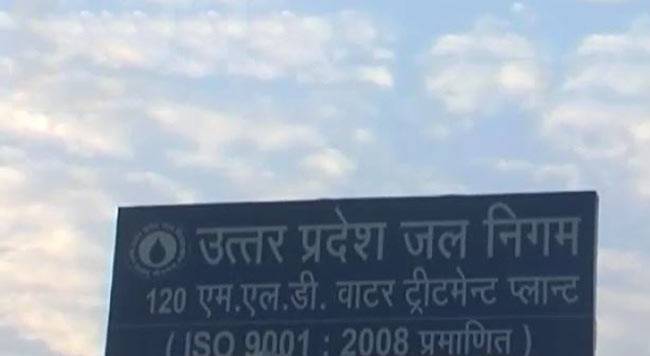 उत्तर प्रदेश जल निगम
120 एम.एल.डी. वाटर ट्रीटमेन्ट प्लान्ट
( ISO 9001 : 2008 प्रमाणित )